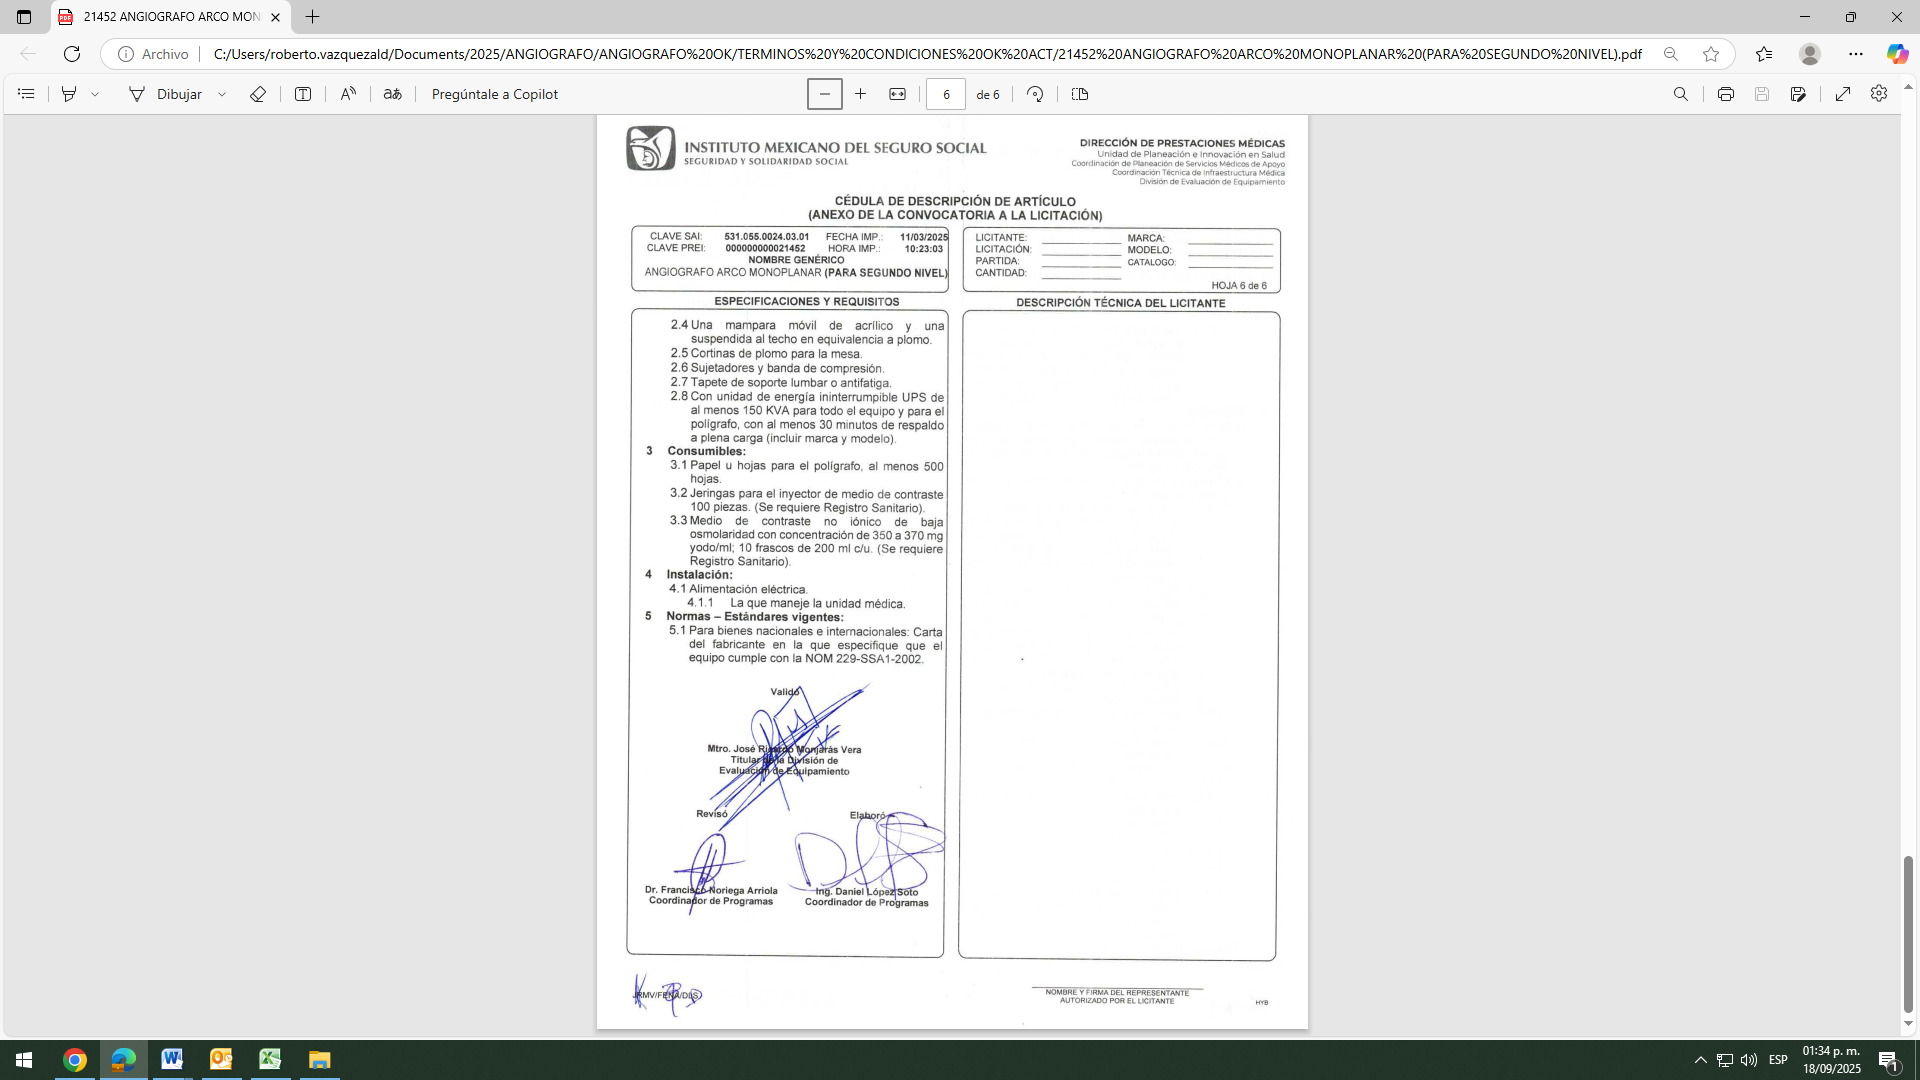 21452 ANGIOGRAFO ARCO MON
Archivo
C:/Users/roberto.vazquezald/Documents/2025/ANGIOGRAFO/ANGIOGRAFO%20OK/TERMINOS%20Y%20CONDICIONES%20OK%20ACT/21452%20ANGIOGRAFO%20ARCO%20MONOPLANAR%20(PARA%20SEGUNDO%20NIVEL).pdf
Dibujar
aあ
Pregúntale a Copilot
6 de 6
INSTITUTO MEXICANO DEL SEGURO SOCIAL
SEGURIDAD Y SOLIDARIDAD SOCIAL
DIRECCIÓN DE PRESTACIONES MÉDICAS
Unidad de Planeación e Innovación en Salud
Coordinación de Planeación de Servicios Médicos de Apoyo
Coordinación Técnica de Infraestructura Médica
División de Evaluación de Equipamiento
CÉDULA DE DESCRIPCIÓN DE ARTÍCULO
(ANEXO DE LA CONVOCATORIA A LA LICITACIÓN)
CLAVE SAI: 531.055.0024.03.01 FECHA IMP.: 11/03/2025
CLAVE PREI: 000000000021452 HORA IMP.: 10:23:03
NOMBRE GENÉRICO
ANGIOGRAFO ARCO MONOPLANAR (PARA SEGUNDO NIVEL)
LICITANTE: MARCA:
LICITACIÓN: MODELO:
PARTIDA: CATALOGO:
CANTIDAD:
HOJA 6 de 6
ESPECIFICACIONES Y REQUISITOS
DESCRIPCIÓN TÉCNICA DEL LICITANTE
2.4 Una mampara móvil de acrílico y una
suspendida al techo en equivalencia a plomo.
2.5 Cortinas de plomo para la mesa.
2.6 Sujetadores y banda de compresión.
2.7 Tapete de soporte lumbar o antifatiga.
2.8 Con unidad de energía ininterrumpible UPS de
al menos 150 KVA para todo el equipo y para el
polígrafo, con al menos 30 minutos de respaldo
a plena carga (incluir marca y modelo).
3 Consumibles:
3.1 Papel u hojas para el polígrafo, al menos 500
hojas.
3.2 Jeringas para el inyector de medio de contraste
100 piezas. (Se requiere Registro Sanitario).
3.3 Medio de contraste no iónico de baja
osmolaridad con concentración de 350 a 370 mg
yodo/ml; 10 frascos de 200 ml c/u. (Se requiere
Registro Sanitario).
4 Instalación:
4.1 Alimentación eléctrica.
4.1.1 La que maneje la unidad médica.
5 Normas – Estándares vigentes:
5.1 Para bienes nacionales e internacionales: Carta
del fabricante en la que especifique que el
equipo cumple con la NOM 229-SSA1-2002.
Validó
Mtro. José Ricardo Monjarás Vera
Titular de la División de
Evaluación de Equipamiento
Revisó
Elaboró
Dr. Francisco Noriega Arriola
Coordinador de Programas
Ing. Daniel López Soto
Coordinador de Programas
JRMV/FENA/DLS
NOMBRE Y FIRMA DEL REPRESENTANTE
AUTORIZADO POR EL LICITANTE
HYB
ESP
01:34 p. m.
18/09/2025
1